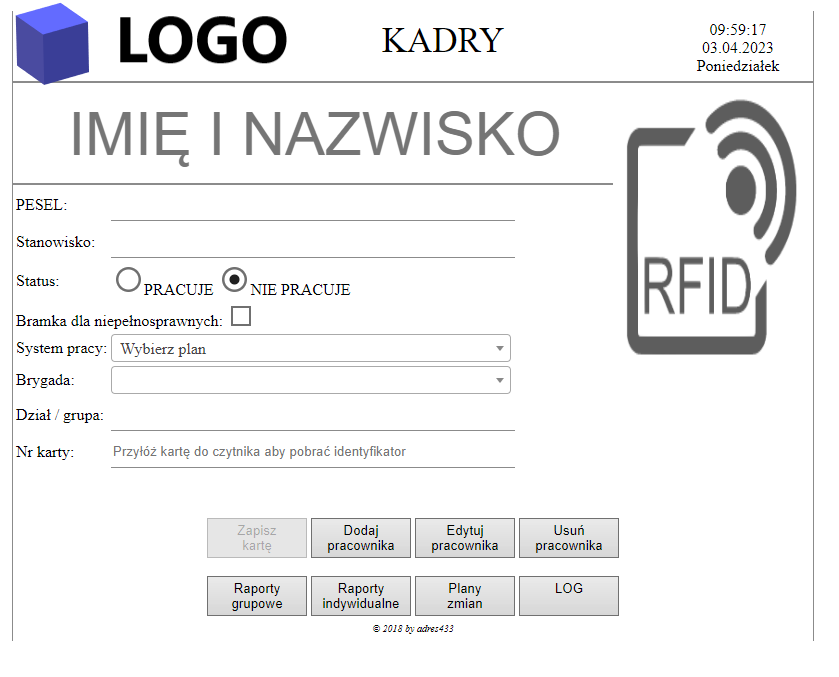 LOGO
KADRY
09:59:17
03.04.2023
Poniedziałek
IMIĘ I NAZWISKO
RFID
PESEL:
Stanowisko:
Status: PRACUJE NIE PRACUJE
Bramka dla niepełnosprawnych:
System pracy: Wybierz plan
Brygada:
Dział / grupa:
Nr karty: Przyłóż kartę do czytnika aby pobrać identyfikator
Zapisz kartę
Dodaj pracownika
Edytuj pracownika
Usuń pracownika
Raporty grupowe
Raporty indywidualne
Plany zmian
LOG
© 2018 by adres433